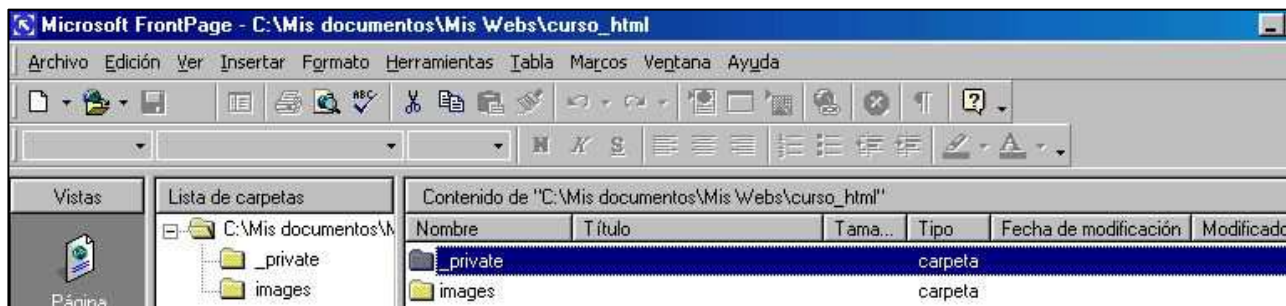 Microsoft FrontPage - C:\Mis documentos\Mis Webs\curso_html
Archivo Edición Ver Insertar Formato Herramientas Tabla Marcos Ventana Ayuda
ABC
N K S A
Vistas Lista de carpetas Contenido de "C:\Mis documentos\Mis Webs\curso_html"
C:\Mis documentos\M Nombre Título Tama... Tipo Fecha de modificación Modificado
_private _private carpeta
Página images images carpeta